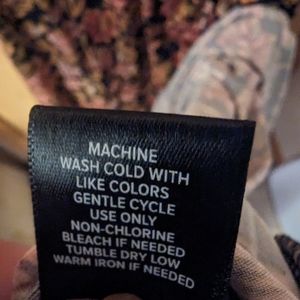 MACHINE
WASH COLD WITH
LIKE COLORS
GENTLE CYCLE
USE ONLY
NON-CHLORINE
BLEACH IF NEEDED
TUMBLE DRY LOW
WARM IRON IF NEEDED